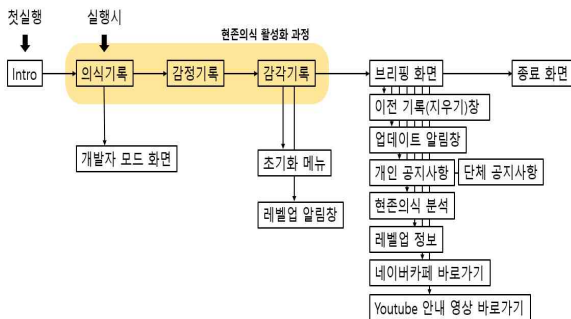 첫실행
실행시
현존의식 활성화 과정
Intro
의식기록
감정기록
감각기록
브리핑 화면
종료 화면
이전 기록(지우기)창
업데이트 알림창
개발자 모드 화면
초기화 메뉴
개인 공지사항
단체 공지사항
현존의식 분석
레벨업 알림창
레벨업 정보
네이버카페 바로가기
Youtube 안내 영상 바로가기